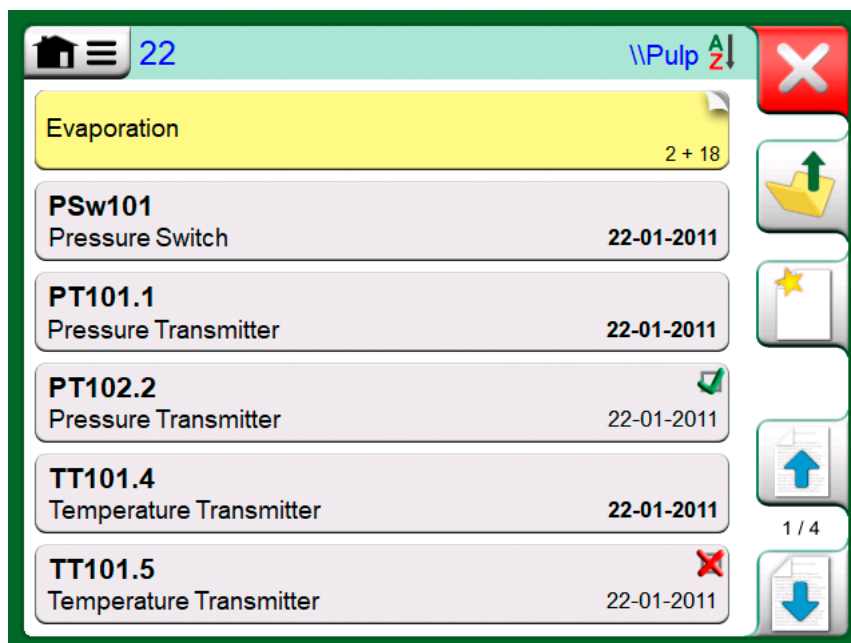 22
\\Pulp AZ
Evaporation
2 + 18
PSw101
Pressure Switch 22-01-2011
PT101.1
Pressure Transmitter 22-01-2011
PT102.2
Pressure Transmitter 22-01-2011
TT101.4
Temperature Transmitter 22-01-2011
1 / 4
TT101.5
Temperature Transmitter 22-01-2011